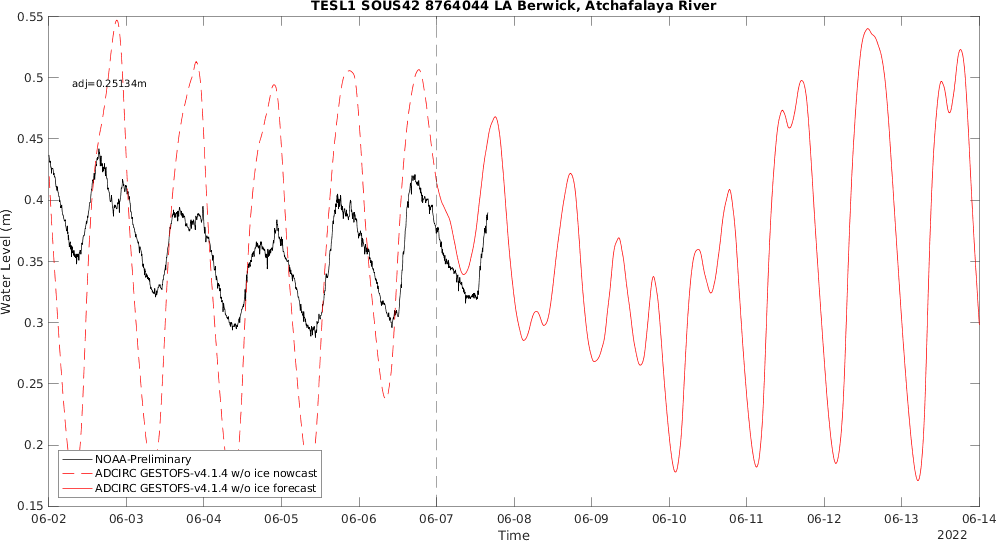 TESL1 SOUS42 8764044 LA Berwick, Atchafalaya River
0.55
0.5
adj=0.25134m
0.45
0.4
Water Level (m)
0.35
0.3
0.25
0.2
0.15
NOAA-Preliminary
ADCIRC GESTOFS-v4.1.4 w/o ice nowcast
ADCIRC GESTOFS-v4.1.4 w/o ice forecast
06-02 06-03 06-04 06-05 06-06 06-07 06-08 06-09 06-10 06-11 06-12 06-13 06-14
Time
2022